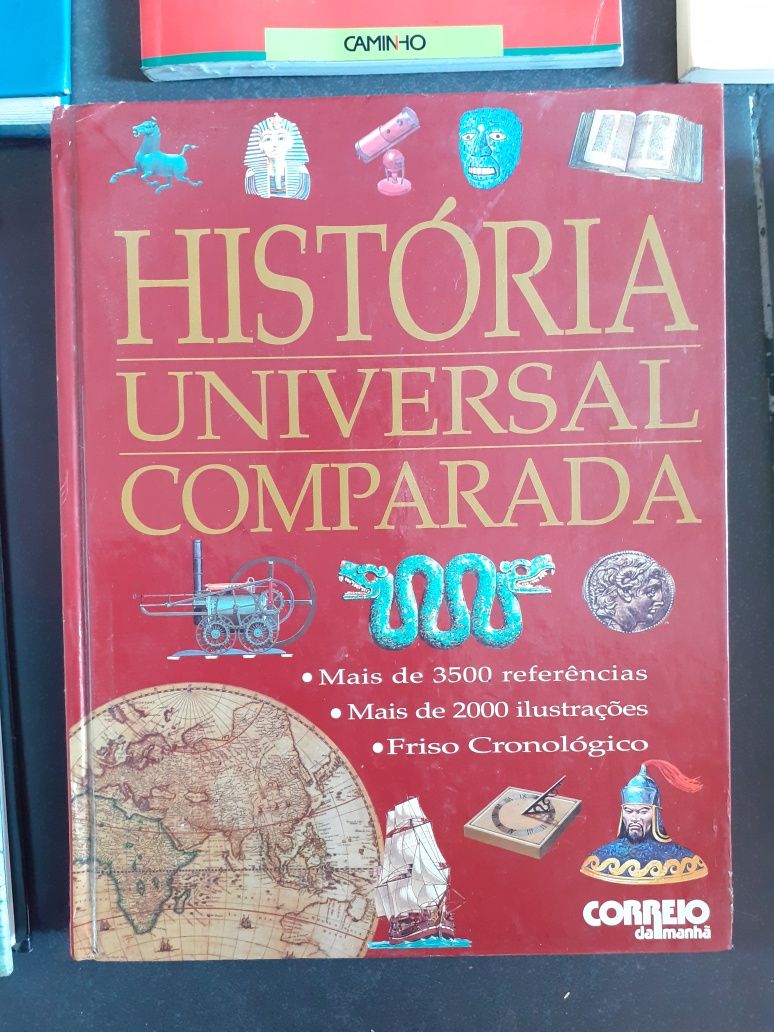 CAMINHO
HISTÓRIA
UNIVERSAL
COMPARADA
• Mais de 3500 referências
• Mais de 2000 ilustrações
• Friso Cronológico
CORREIO
da manhã